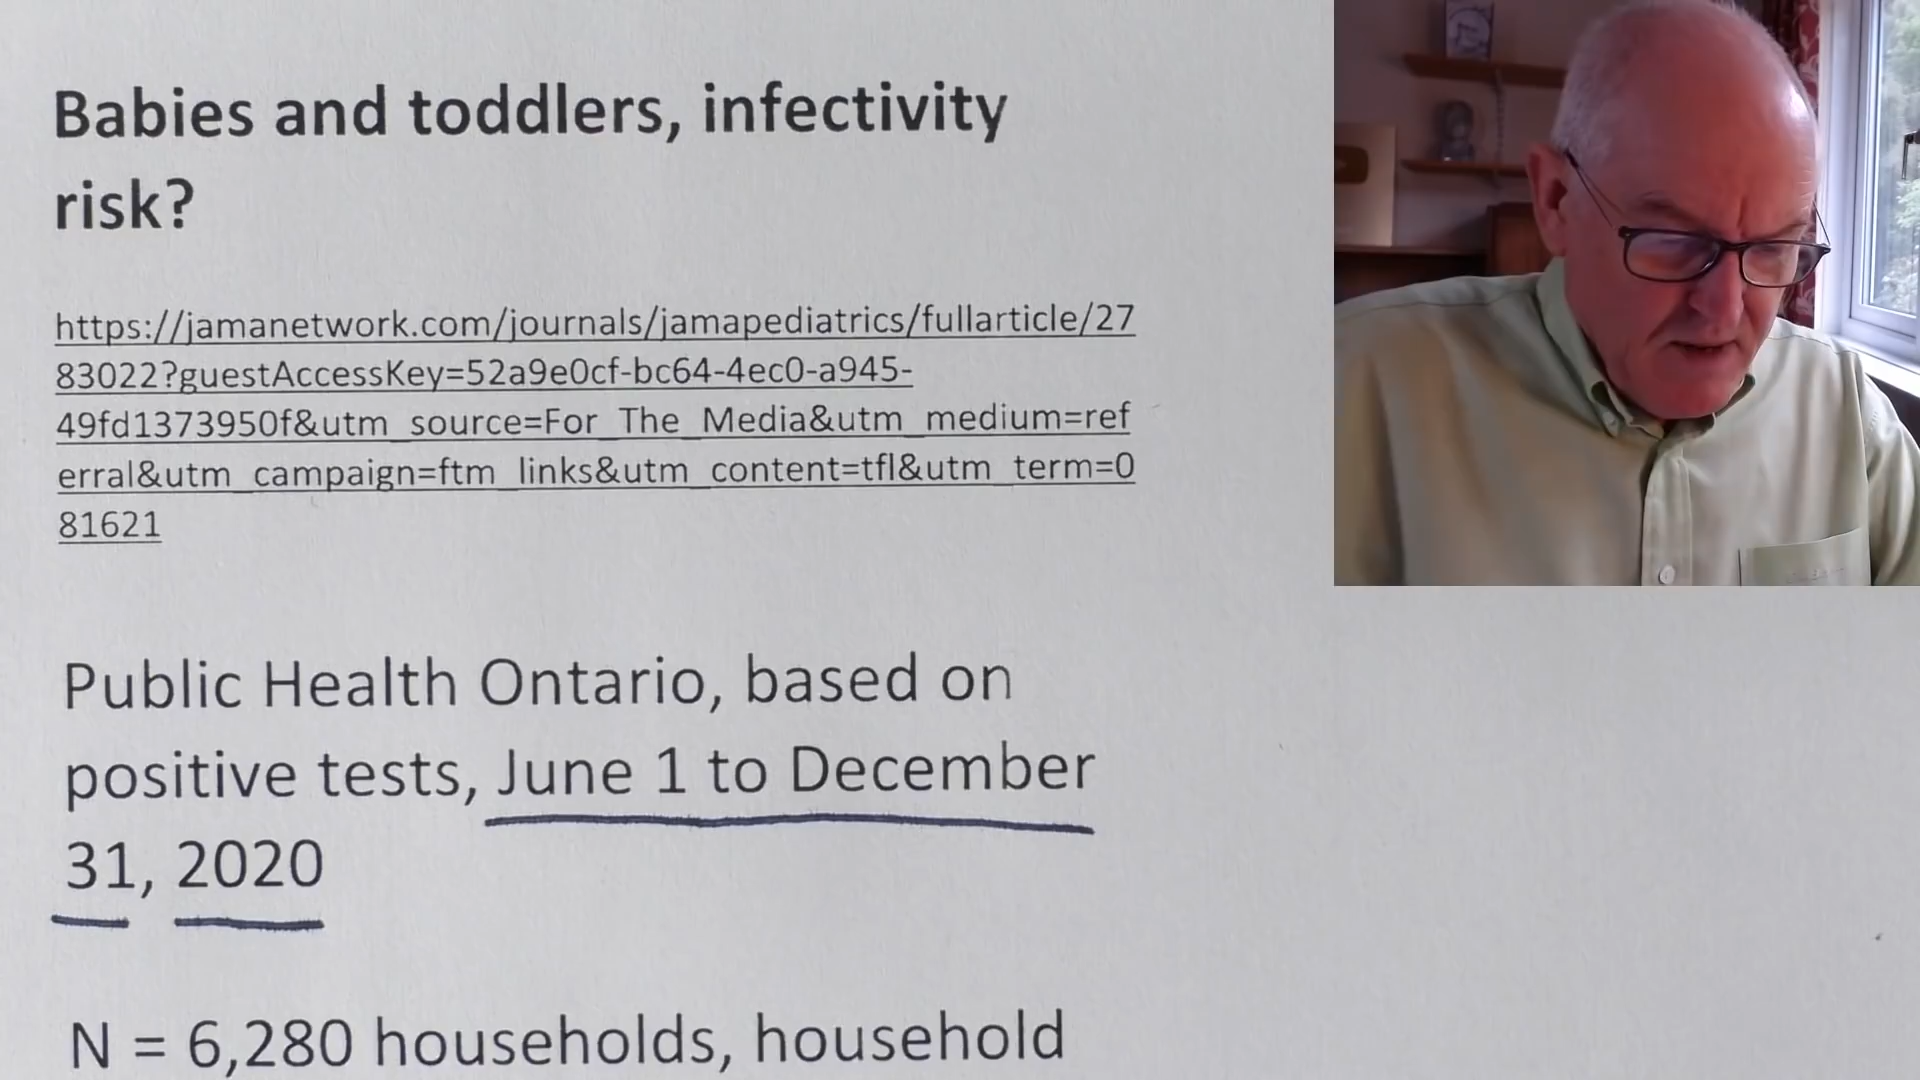 Babies and toddlers, infectivity
risk?
https://jamanetwork.com/journals/jamapediatrics/fullarticle/27
83022?guestAccessKey=52a9e0cf-bc64-4ec0-a945-
49fd1373950f&utm_source=For_The_Media&utm_medium=ref
erral&utm_campaign=ftm_links&utm_content=tfl&utm_term=0
81621
Public Health Ontario, based on
positive tests, June 1 to December
31, 2020
N = 6,280 households, household